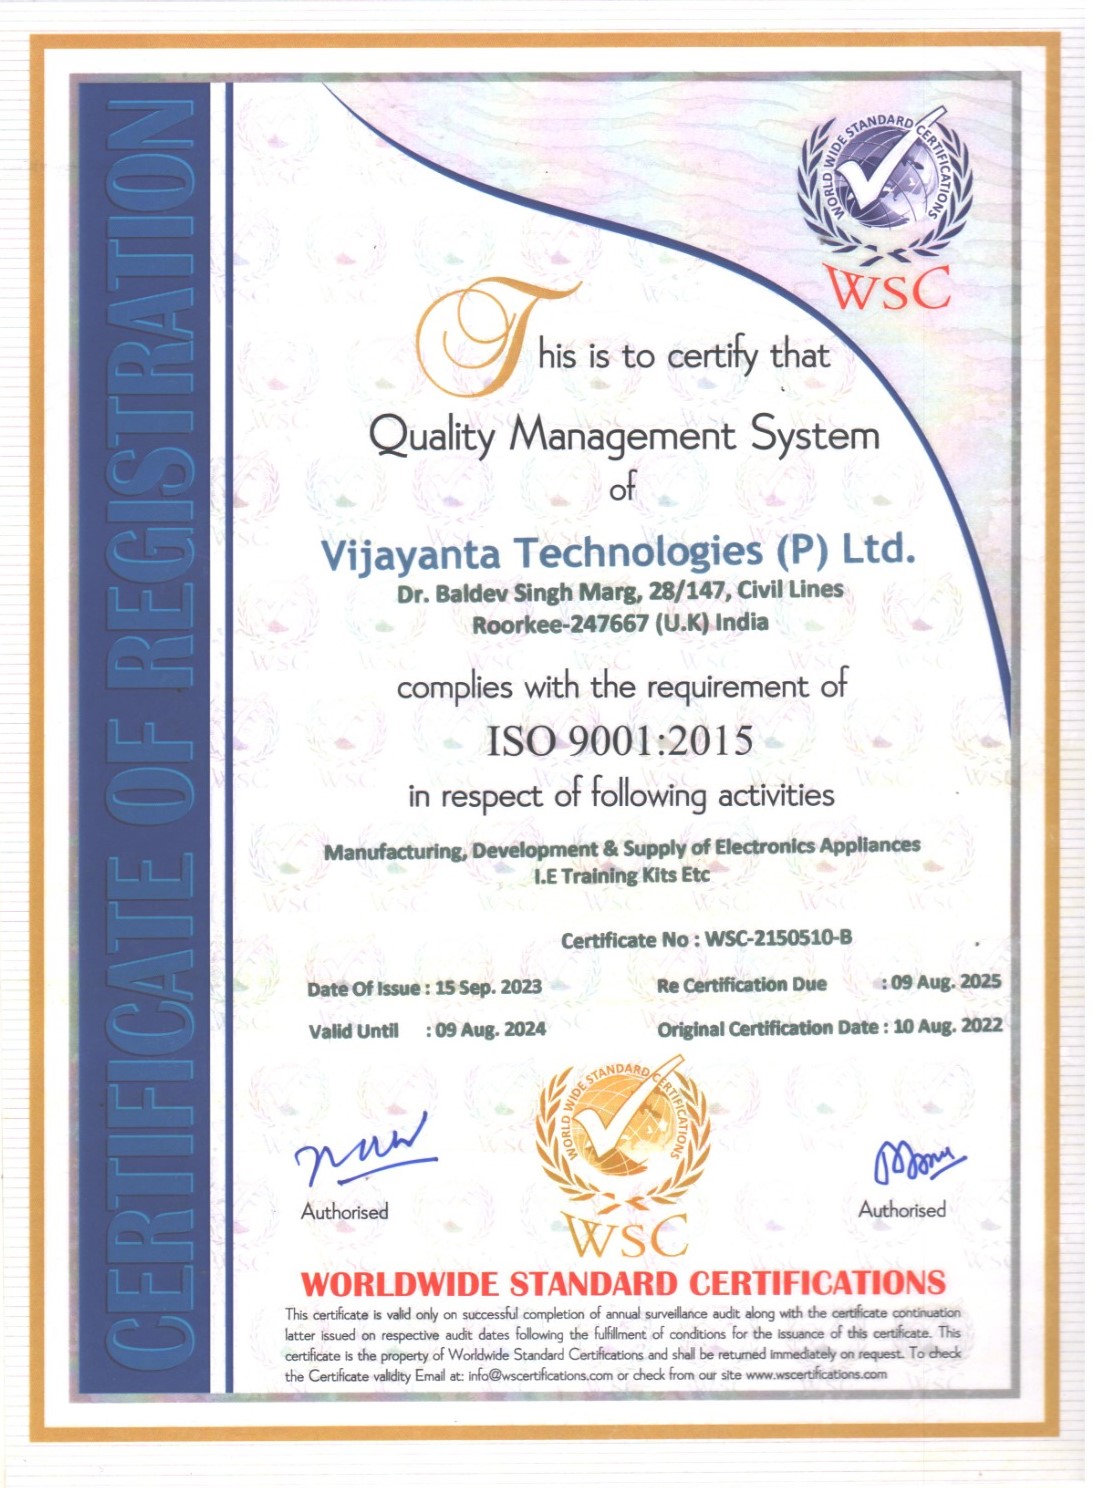 CERTIFICATE OF REGISTRATION
WORLD WIDE STANDARD CERTIFICATIONS
WSC
This is to certify that
Quality Management System
of
Vijayanta Technologies (P) Ltd.
Dr. Baldev Singh Marg, 28/147, Civil Lines
Roorkee-247667 (U.K) India
complies with the requirement of
ISO 9001:2015
in respect of following activities
Manufacturing, Development & Supply of Electronics Appliances
I.E Training Kits Etc
Certificate No : WSC-2150510-B
Date Of Issue : 15 Sep. 2023 Re Certification Due : 09 Aug. 2025
Valid Until : 09 Aug. 2024 Original Certification Date : 10 Aug. 2022
WORLD WIDE STANDARD CERTIFICATIONS
Authorised Authorised
WSC
WORLDWIDE STANDARD CERTIFICATIONS
This certificate is valid only on successful completion of annual surveillance audit along with the certificate continuation
latter issued on respective audit dates following the fulfillment of conditions for the issuance of this certificate. This
certificate is the property of Worldwide Standard Certifications and shall be returned immediately on request. To check
the Certificate validity Email at: info@wscertifications.com or check from our site www.wscertifications.com